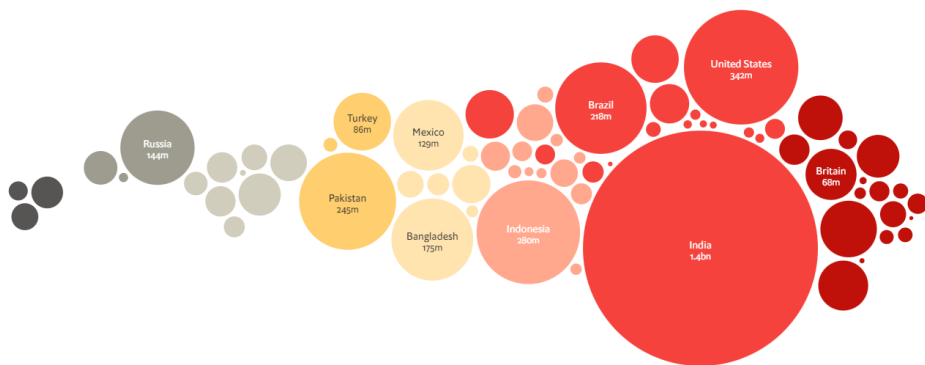 United States
342m
Brazil
218m
Turkey
86m
Mexico
129m
Russia
144m
Britain
68m
Pakistan
245m
Bangladesh
175m
Indonesia
280m
India
1.4bn